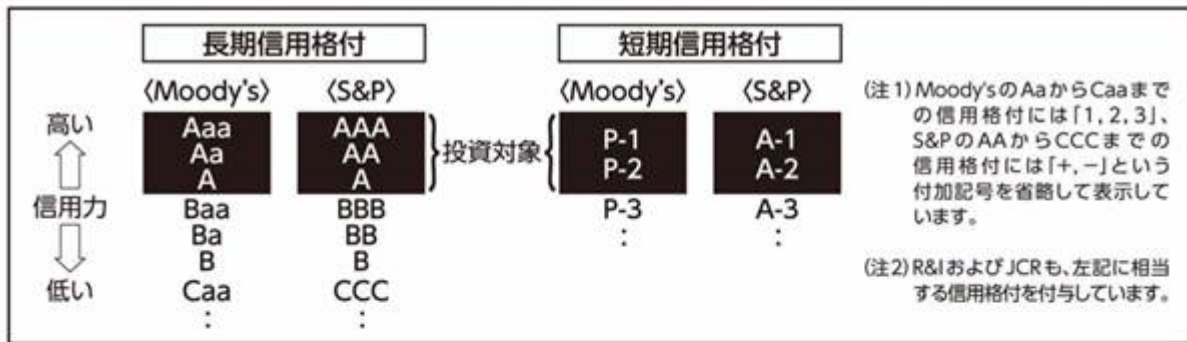 長期信用格付 短期信用格付
〈Moody's〉 〈S&P〉 〈Moody's〉 〈S&P〉
高い Aaa AAA P-1 A-1
Aa AA 投資対象 P-2 A-2
A A
信用力 Baa BBB P-3 A-3
Ba BB : :
B B
低い Caa CCC
: :
(注1)Moody'sのAaからCaaまで
の信用格付には「1,2,3」、
S&PのAAからCCCまでの
信用格付には「+,-」という
付加記号を省略して表示して
います。
(注2)R&IおよびJCRも、左記に相当
する信用格付を付与しています。